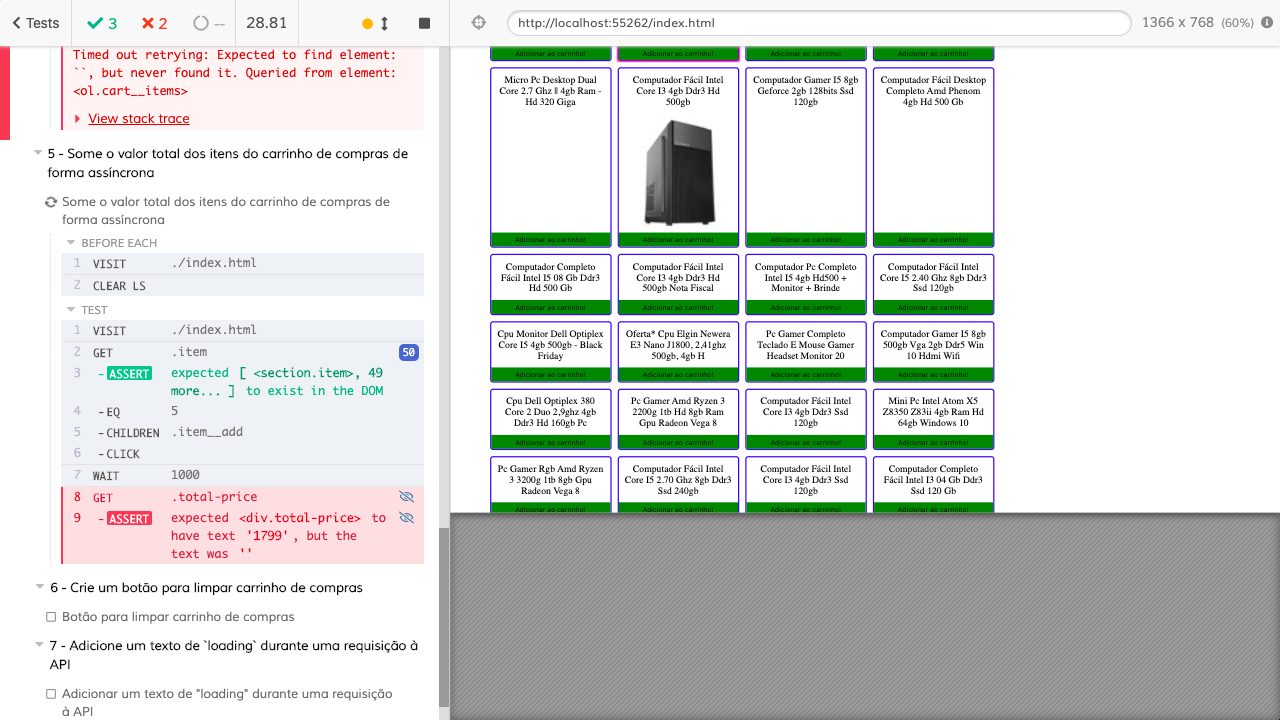 Tests
3
2
--
28.81
http://localhost:55262/index.html
1366 x 768 (60%)
Timed out retrying: Expected to find element:
``, but never found it. Queried from element:
<ol.cart__items>
View stack trace
5 - Some o valor total dos itens do carrinho de compras de
forma assíncrona
Some o valor total dos itens do carrinho de compras de
forma assíncrona
BEFORE EACH
1 VISIT ./index.html
2 CLEAR LS
TEST
1 VISIT ./index.html
2 GET .item 50
3 -ASSERT expected [ <section.item>, 49
more... ] to exist in the DOM
4 -EQ 5
5 -CHILDREN .item__add
6 -CLICK
7 WAIT 1000
8 GET .total-price
9 -ASSERT expected <div.total-price> to
have text '1799', but the
text was ''
6 - Crie um botão para limpar carrinho de compras
Botão para limpar carrinho de compras
7 - Adicione um texto de `loading` durante uma requisição à
API
Adicionar um texto de "loading" durante uma requisição
à API
Adicionar ao carrinho! Adicionar ao carrinho! Adicionar ao carrinho! Adicionar ao carrinho!
Micro Pc Desktop Dual
Core 2.7 Ghz || 4gb Ram -
Hd 320 Giga
Adicionar ao carrinho!
Computador Fácil Intel
Core I3 4gb Ddr3 Hd
500gb
Adicionar ao carrinho!
Computador Gamer I5 8gb
Geforce 2gb 128bits Ssd
120gb
Adicionar ao carrinho!
Computador Fácil Desktop
Completo Amd Phenom
4gb Hd 500 Gb
Adicionar ao carrinho!
Computador Completo
Fácil Intel I5 08 Gb Ddr3
Hd 500 Gb
Adicionar ao carrinho!
Computador Fácil Intel
Core I3 4gb Ddr3 Hd
500gb Nota Fiscal
Adicionar ao carrinho!
Computador Pc Completo
Intel I5 4gb Hd500 +
Monitor + Brinde
Adicionar ao carrinho!
Computador Fácil Intel
Core I5 2.40 Ghz 8gb Ddr3
Ssd 120gb
Adicionar ao carrinho!
Cpu Monitor Dell Optiplex
Core I5 4gb 500gb - Black
Friday
Adicionar ao carrinho!
Oferta* Cpu Elgin Newera
E3 Nano J1800, 2,41ghz
500gb, 4gb H
Adicionar ao carrinho!
Pc Gamer Completo
Teclado E Mouse Gamer
Headset Monitor 20
Adicionar ao carrinho!
Computador Gamer I5 8gb
500gb Vga 2gb Ddr5 Win
10 Hdmi Wifi
Adicionar ao carrinho!
Cpu Dell Optiplex 380
Core 2 Duo 2,9ghz 4gb
Ddr3 Hd 160gb Pc
Adicionar ao carrinho!
Pc Gamer Amd Ryzen 3
2200g 1tb Hd 8gb Ram
Gpu Radeon Vega 8
Adicionar ao carrinho!
Computador Fácil Intel
Core I3 4gb Ddr3 Ssd
120gb
Adicionar ao carrinho!
Mini Pc Intel Atom X5
Z8350 Z83ii 4gb Ram Hd
64gb Windows 10
Adicionar ao carrinho!
Pc Gamer Rgb Amd Ryzen
3 3200g 1tb 8gb Gpu
Radeon Vega 8
Adicionar ao carrinho!
Computador Fácil Intel
Core I5 2.70 Ghz 8gb Ddr3
Ssd 240gb
Adicionar ao carrinho!
Computador Fácil Intel
Core I3 4gb Ddr3 Ssd
120gb
Adicionar ao carrinho!
Computador Completo
Fácil Intel I3 04 Gb Ddr3
Ssd 120 Gb
Adicionar ao carrinho!